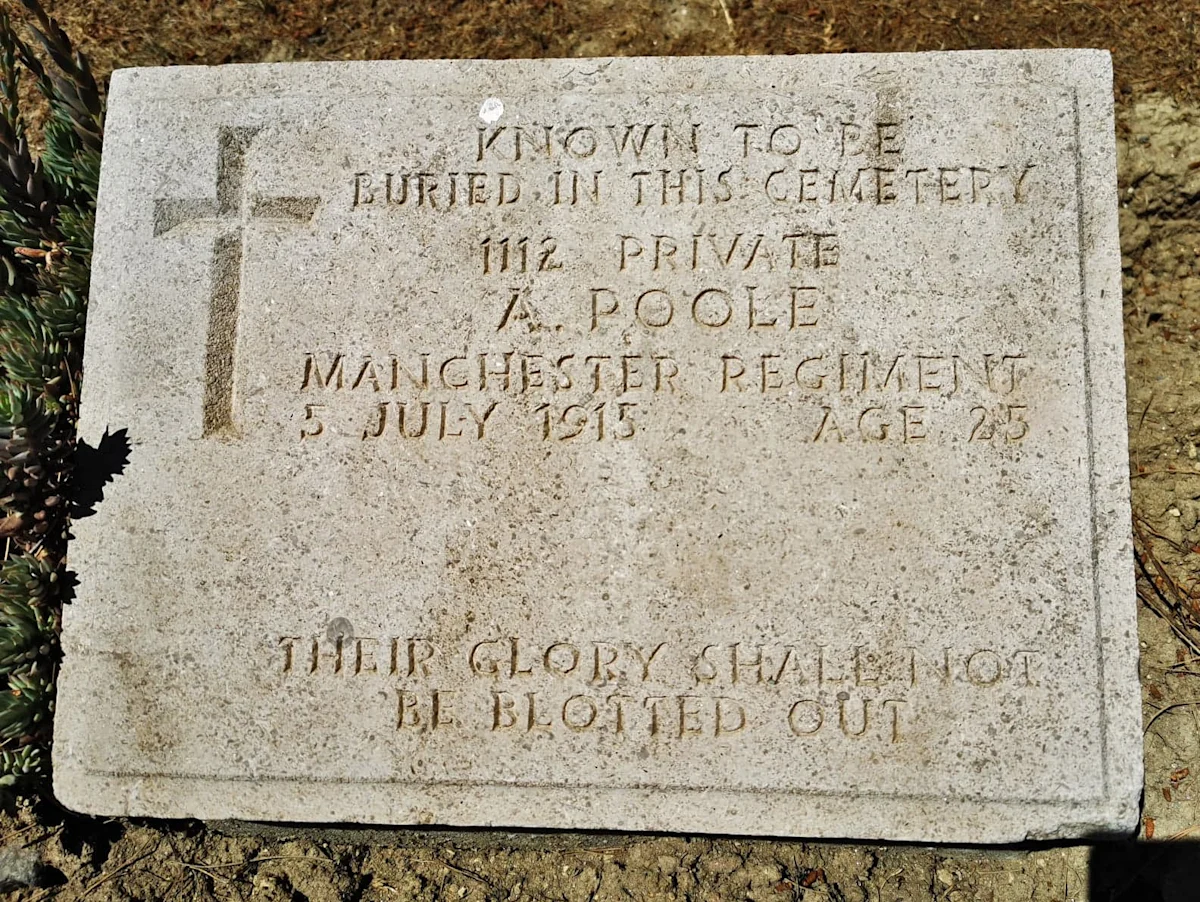 KNOWN TO BE
BURIED IN THIS CEMETERY
1112 PRIVATE
A. POOLE
MANCHESTER REGIMENT
5 JULY 1915 AGE 25
THEIR GLORY SHALL NOT
BE BLOTTED OUT